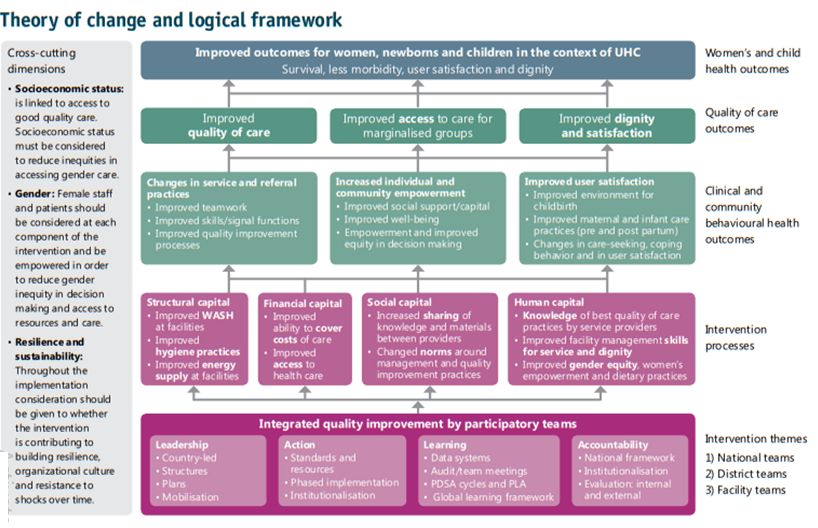 Theory of change and logical framework
Cross-cutting
dimensions
• Socioeconomic status:
is linked to access to
good quality care.
Socioeconomic status
must be considered
to reduce inequities in
accessing gender care.
• Gender: Female staff
and patients should
be considered at each
component of the
intervention and be
empowered in order
to reduce gender
inequity in decision
making and access to
resources and care.
• Resilience and
sustainability:
Throughout the
implementation
consideration should
be given to whether
the intervention
is contributing to
building resilience,
organizational culture
and resistance to
shocks over time.
Improved outcomes for women, newborns and children in the context of UHC
Survival, less morbidity, user satisfaction and dignity
Women's and child
health outcomes
Improved
quality of care
Improved access to care for
marginalised groups
Improved dignity
and satisfaction
Quality of care
outcomes
Changes in service and referral
practices
• Improved teamwork
• Improved skills/signal functions
• Improved quality improvement
processes
Increased individual and
community empowerment
• Improved social support/capital
• Improved well-being
• Empowerment and improved
equity in decision making
Improved user satisfaction
• Improved environment for
childbirth
• Improved maternal and infant care
practices (pre and post partum)
• Changes in care-seeking, coping
behavior and in user satisfaction
Clinical and
community
behavioural health
outcomes
Structural capital
• Improved WASH
at facilities
• Improved
hygiene practices
• Improved energy
supply at facilities
Financial capital
• Improved
ability to cover
costs of care
• Improved
access to
health care
Social capital
• Increased sharing of
knowledge and materials
between providers
• Changed norms around
management and quality
improvement practices
Human capital
• Knowledge of best quality of care
practices by service providers
• Improved facility management skills
for service and dignity
• Improved gender equity, women's
empowerment and dietary practices
Intervention
processes
Integrated quality improvement by participatory teams
Leadership
• Country-led
• Structures
• Plans
• Mobilisation
Action
• Standards and
resources
• Phased implementation
• Institutionalisation
Learning
• Data systems
• Audit/team meetings
• PDSA cycles and PLA
• Global learning framework
Accountability
• National framework
• Institutionalisation
• Evaluation: internal
and external
Intervention themes
1) National teams
2) District teams
3) Facility teams